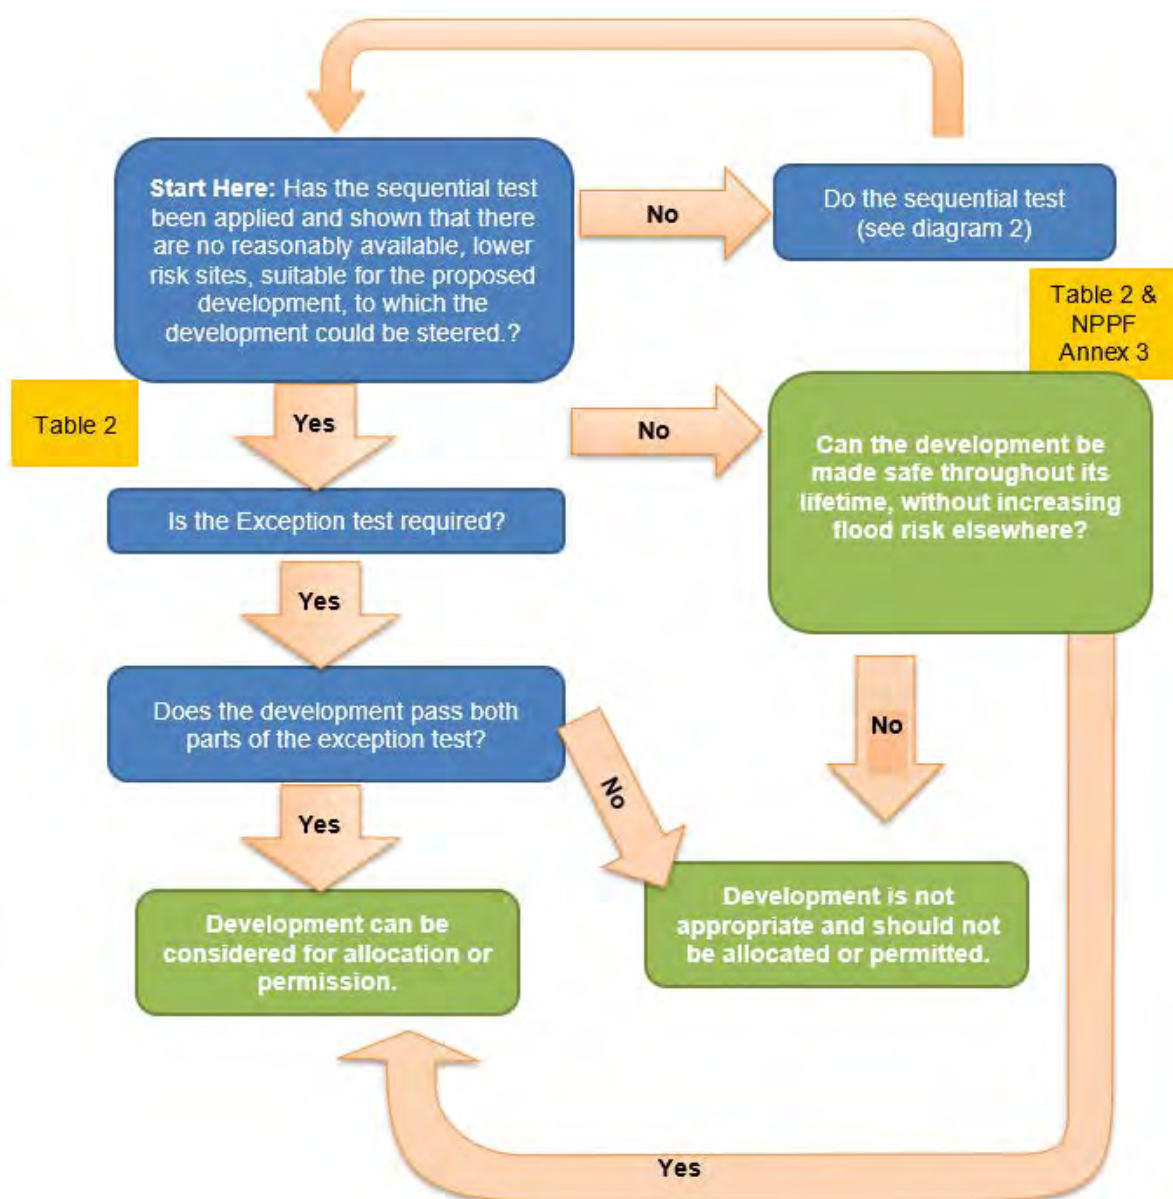 Start Here: Has the sequential test
been applied and shown that there
are no reasonably available, lower
risk sites, suitable for the proposed
development, to which the
development could be steered.?
No
Do the sequential test
(see diagram 2)
Table 2 &
NPPF
Annex 3
Table 2
Yes
No
Can the development be
made safe throughout its
lifetime, without increasing
flood risk elsewhere?
Is the Exception test required?
Yes
Does the development pass both
parts of the exception test?
No
No
Yes
Development can be
considered for allocation or
permission.
Development is not
appropriate and should not
be allocated or permitted.
Yes